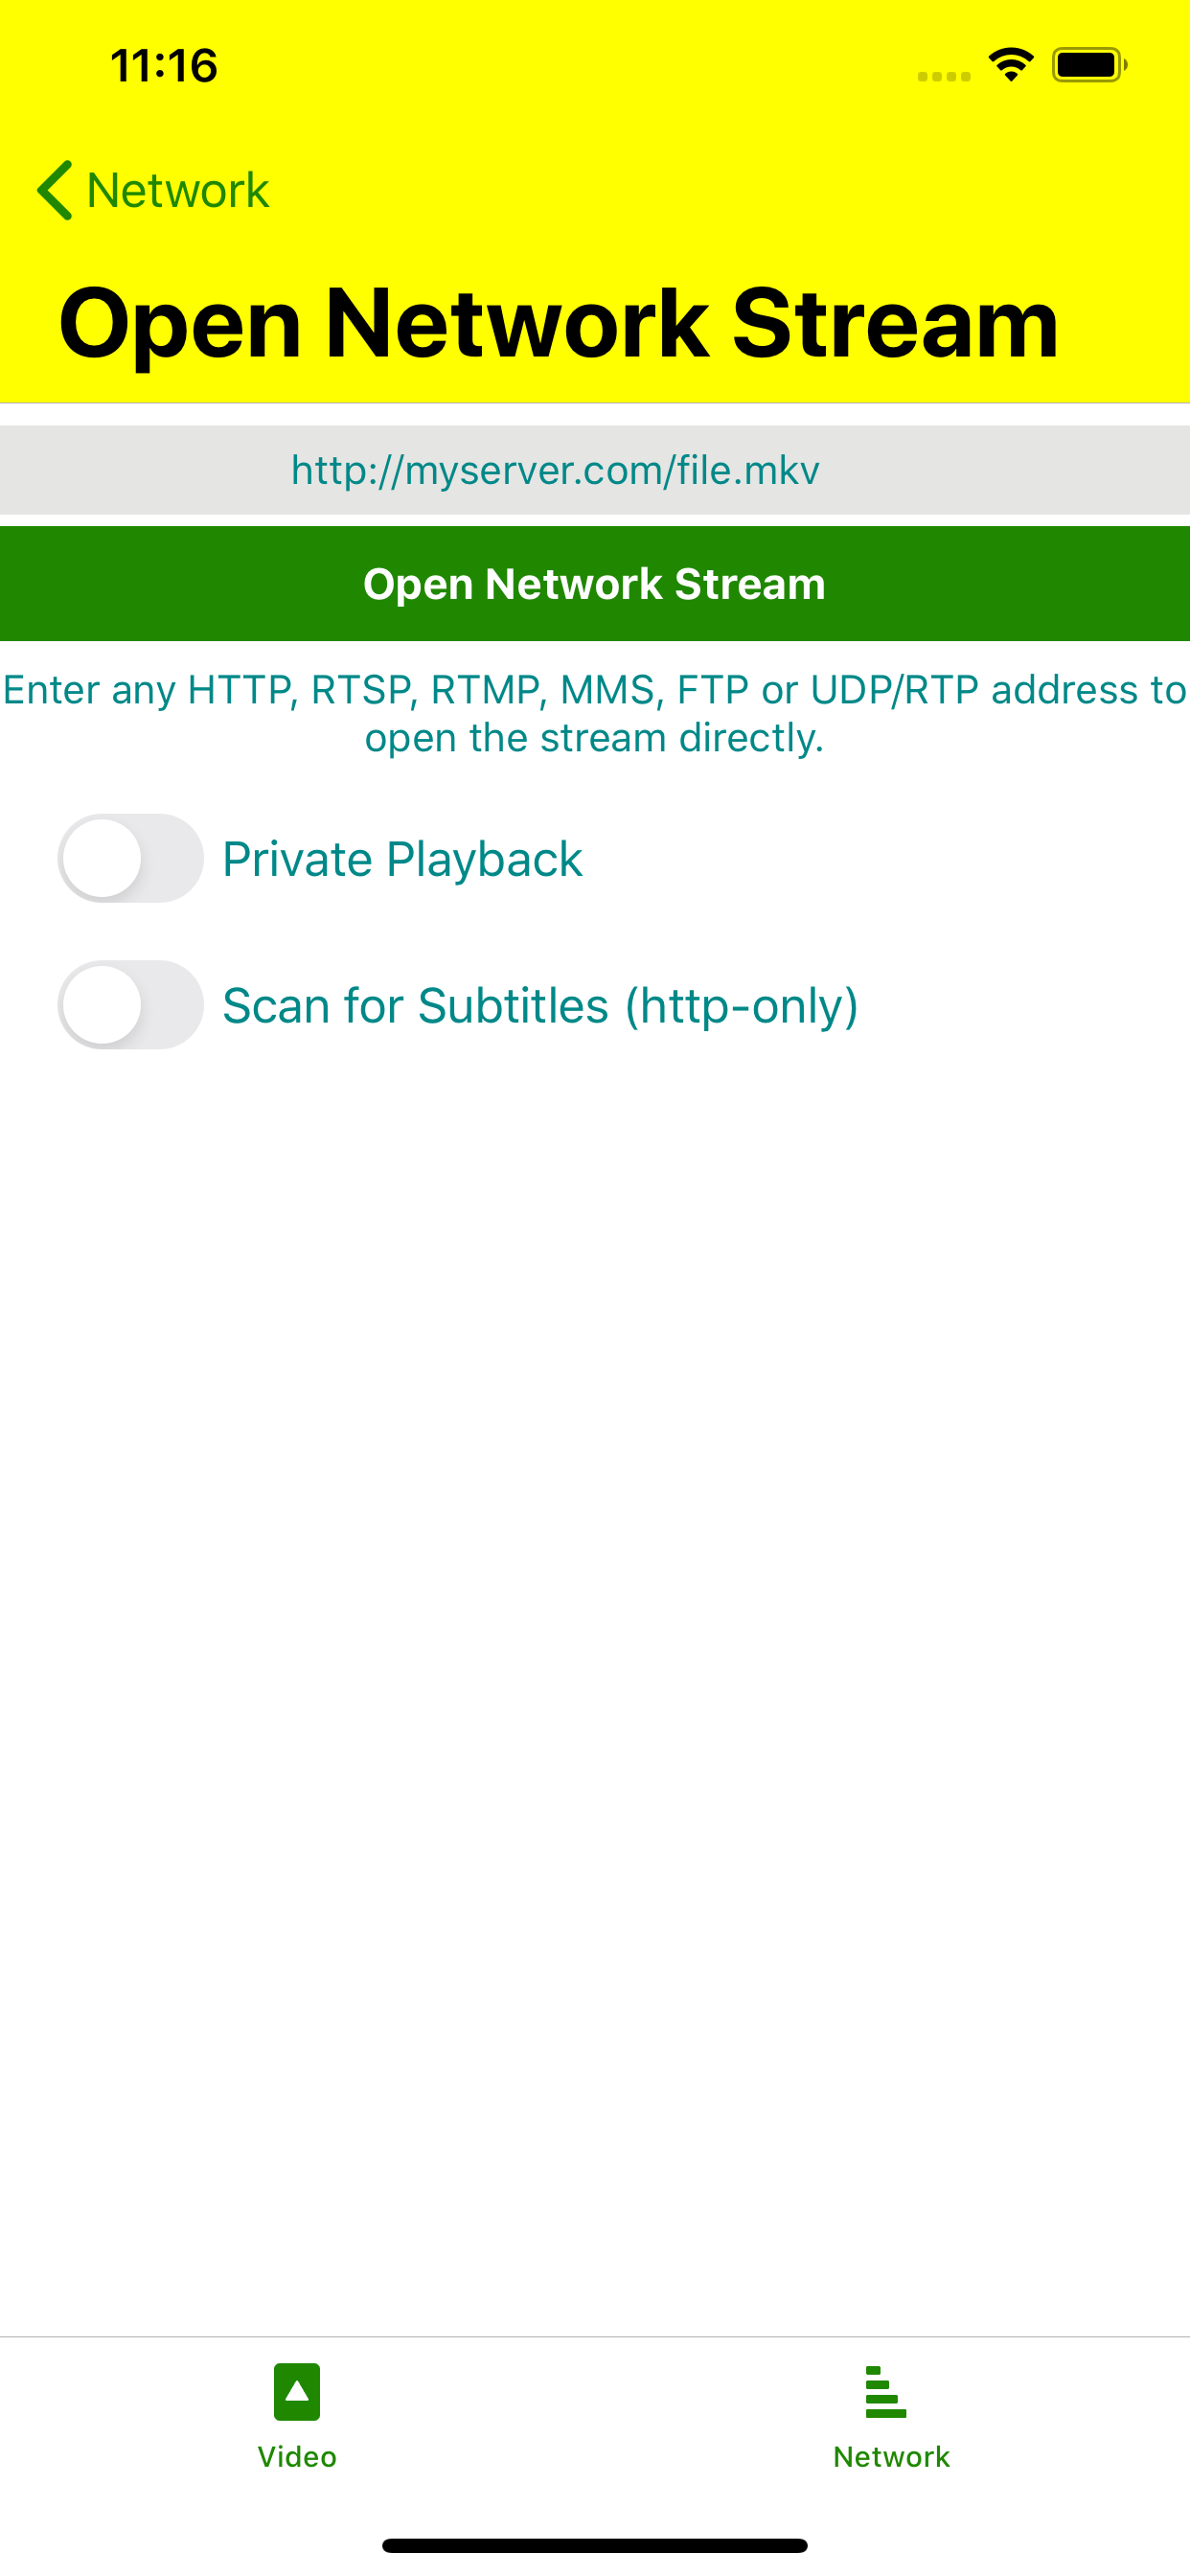 11:16
Network
Open Network Stream
http://myserver.com/file.mkv
Open Network Stream
Enter any HTTP, RTSP, RTMP, MMS, FTP or UDP/RTP address to
open the stream directly.
Private Playback
Scan for Subtitles (http-only)
Video
Network